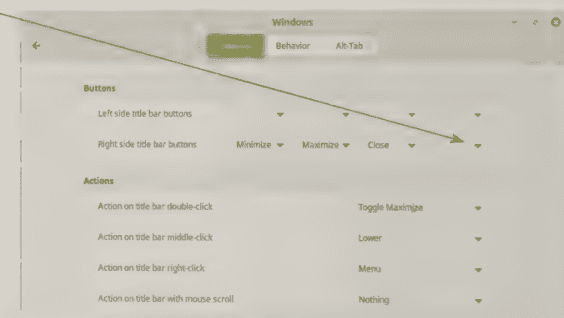 Windows
Behavior Alt-Tab
Buttons
Left side title bar buttons
Right side title bar buttons Minimize Maximize Close
Actions
Action on title bar double-click Toggle Maximize
Action on title bar middle-click Lower
Action on title bar right-click Menu
Action on title bar with mouse scroll Nothing